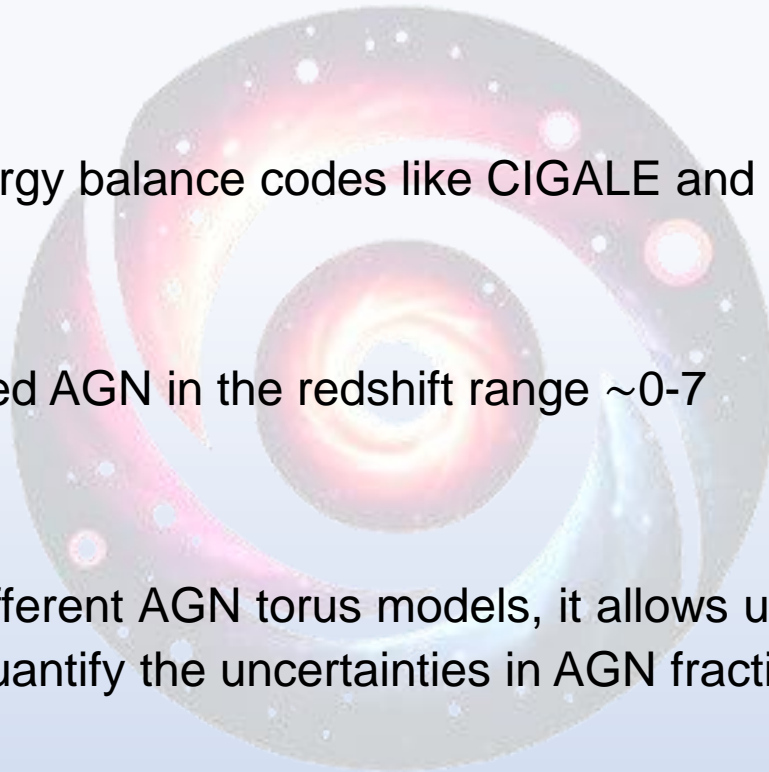 rgy balance codes like CIGALE and
ed AGN in the redshift range ~0-7
fferent AGN torus models, it allows u
uantify the uncertainties in AGN fracti